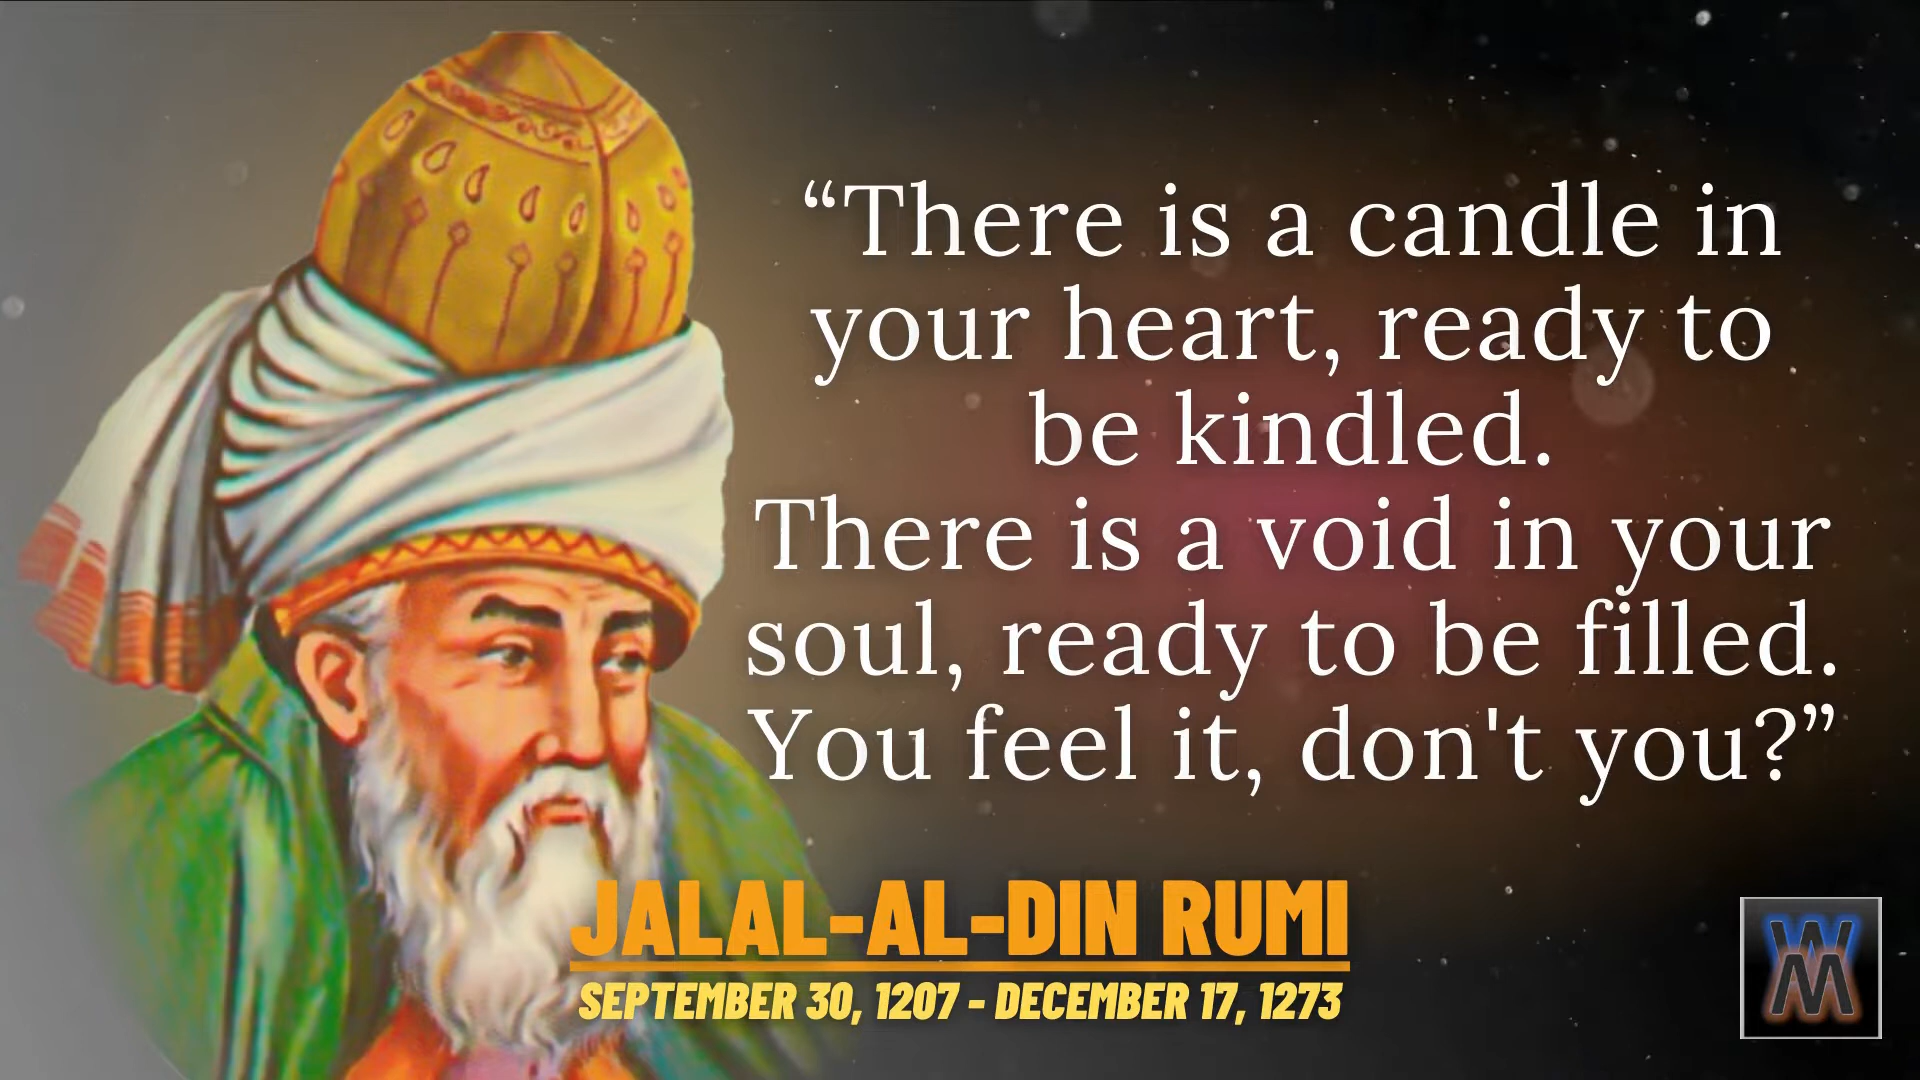 “There is a candle in
your heart, ready to
be kindled.
There is a void in your
soul, ready to be filled.
You feel it, don't you?”
JALAL-AL-DIN RUMI
SEPTEMBER 30, 1207 - DECEMBER 17, 1273
WM